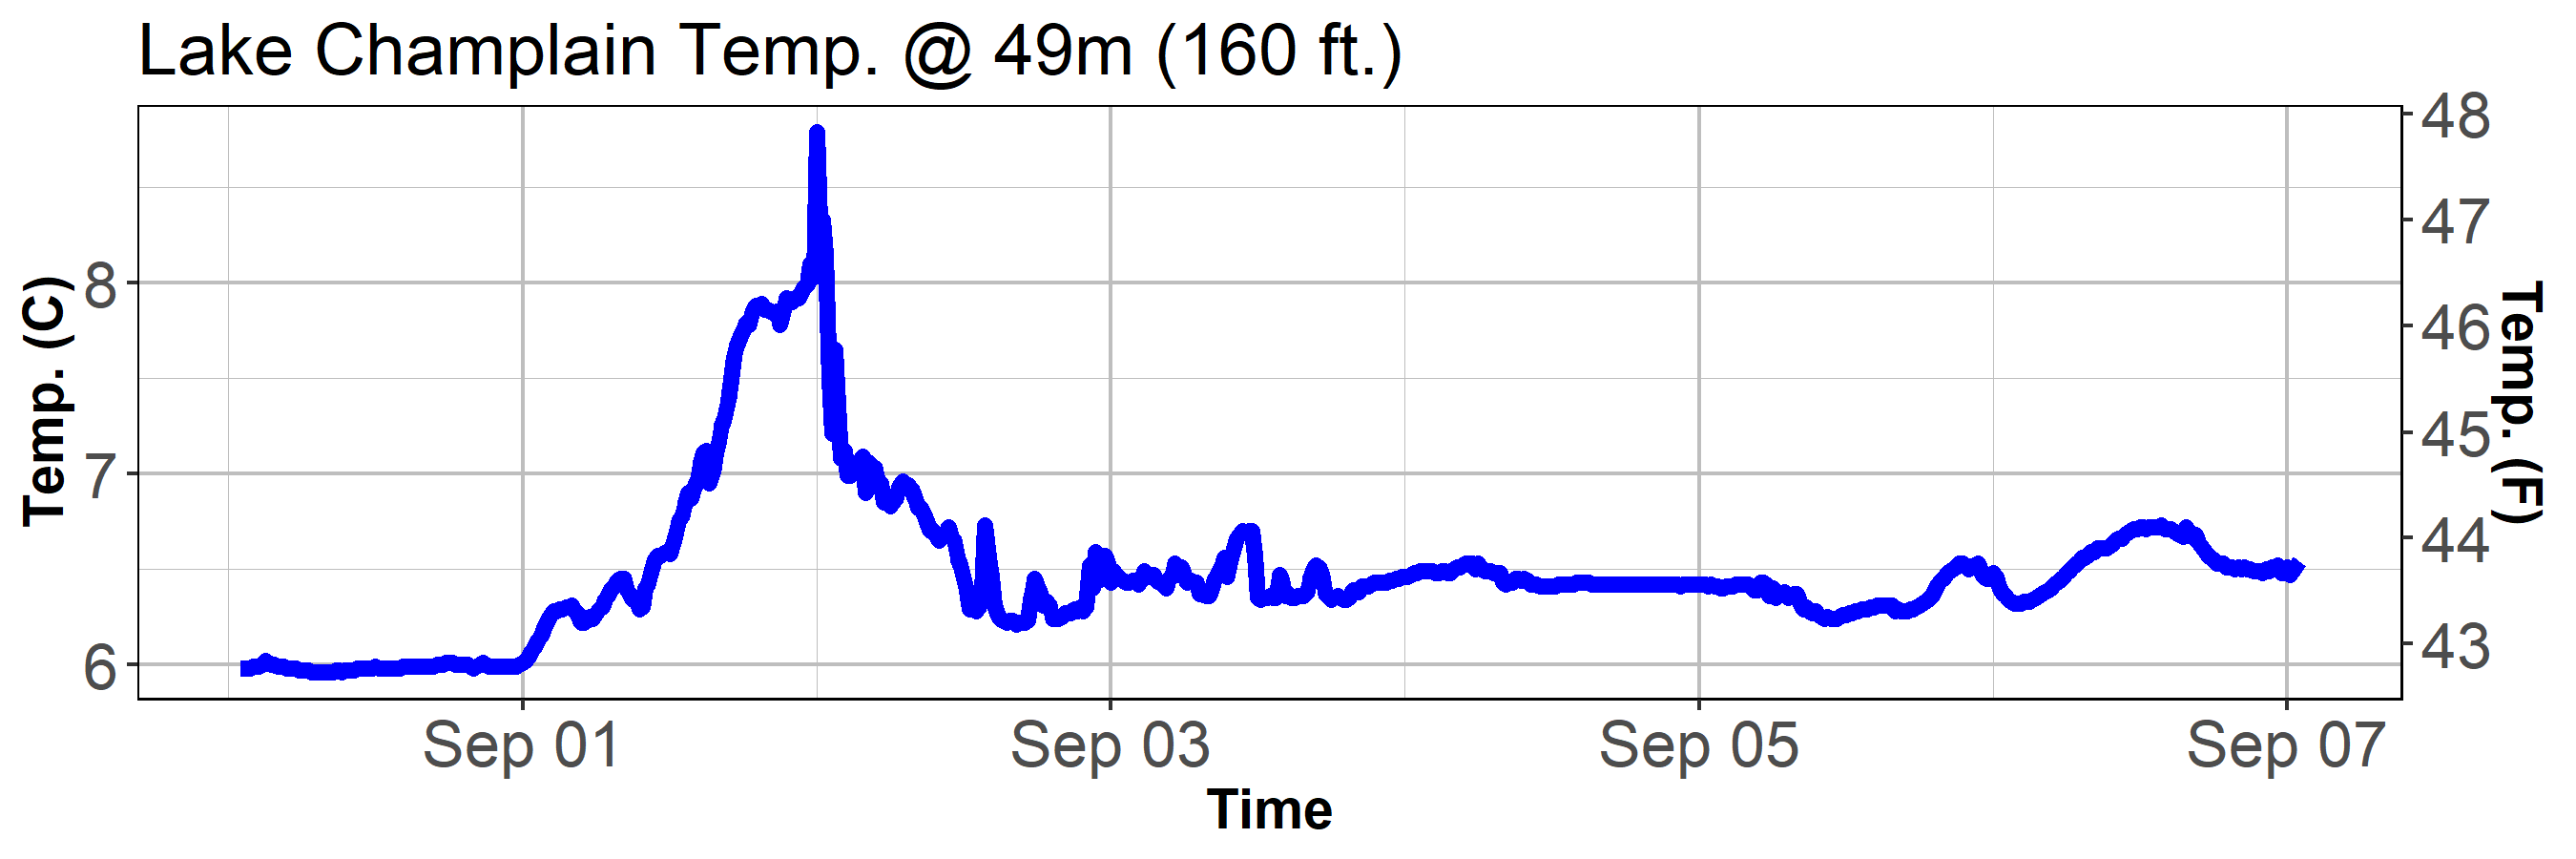 Lake Champlain Temp. @ 49m (160 ft.)
Temp. (C)
8
7
6
48
47
46
45
44
43
Temp. (F)
Sep 01 Sep 03 Sep 05 Sep 07
Time